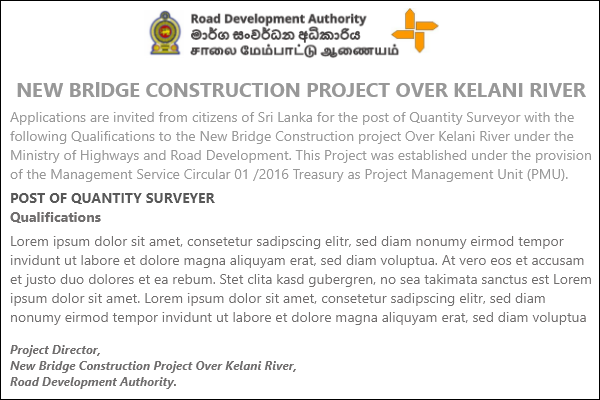 Road Development Authority
මාර්ග සංවර්ධන අධිකාරිය
சாலை மேம்பாட்டு ஆணையம்
NEW BRIDGE CONSTRUCTION PROJECT OVER KELANI RIVER
Applications are invited from citizens of Sri Lanka for the post of Quantity Surveyor with the
following Qualifications to the New Bridge Construction project Over Kelani River under the
Ministry of Highways and Road Development. This Project was established under the provision
of the Management Service Circular 01 /2016 Treasury as Project Management Unit (PMU).
POST OF QUANTITY SURVEYER
Qualifications
Lorem ipsum dolor sit amet, consetetur sadipscing elitr, sed diam nonumy eirmod tempor
invidunt ut labore et dolore magna aliquyam erat, sed diam voluptua. At vero eos et accusam
et justo duo dolores et ea rebum. Stet clita kasd gubergren, no sea takimata sanctus est Lorem
ipsum dolor sit amet. Lorem ipsum dolor sit amet, consetetur sadipscing elitr, sed diam
nonumy eirmod tempor invidunt ut labore et dolore magna aliquyam erat, sed diam voluptua
Project Director,
New Bridge Construction Project Over Kelani River,
Road Development Authority.